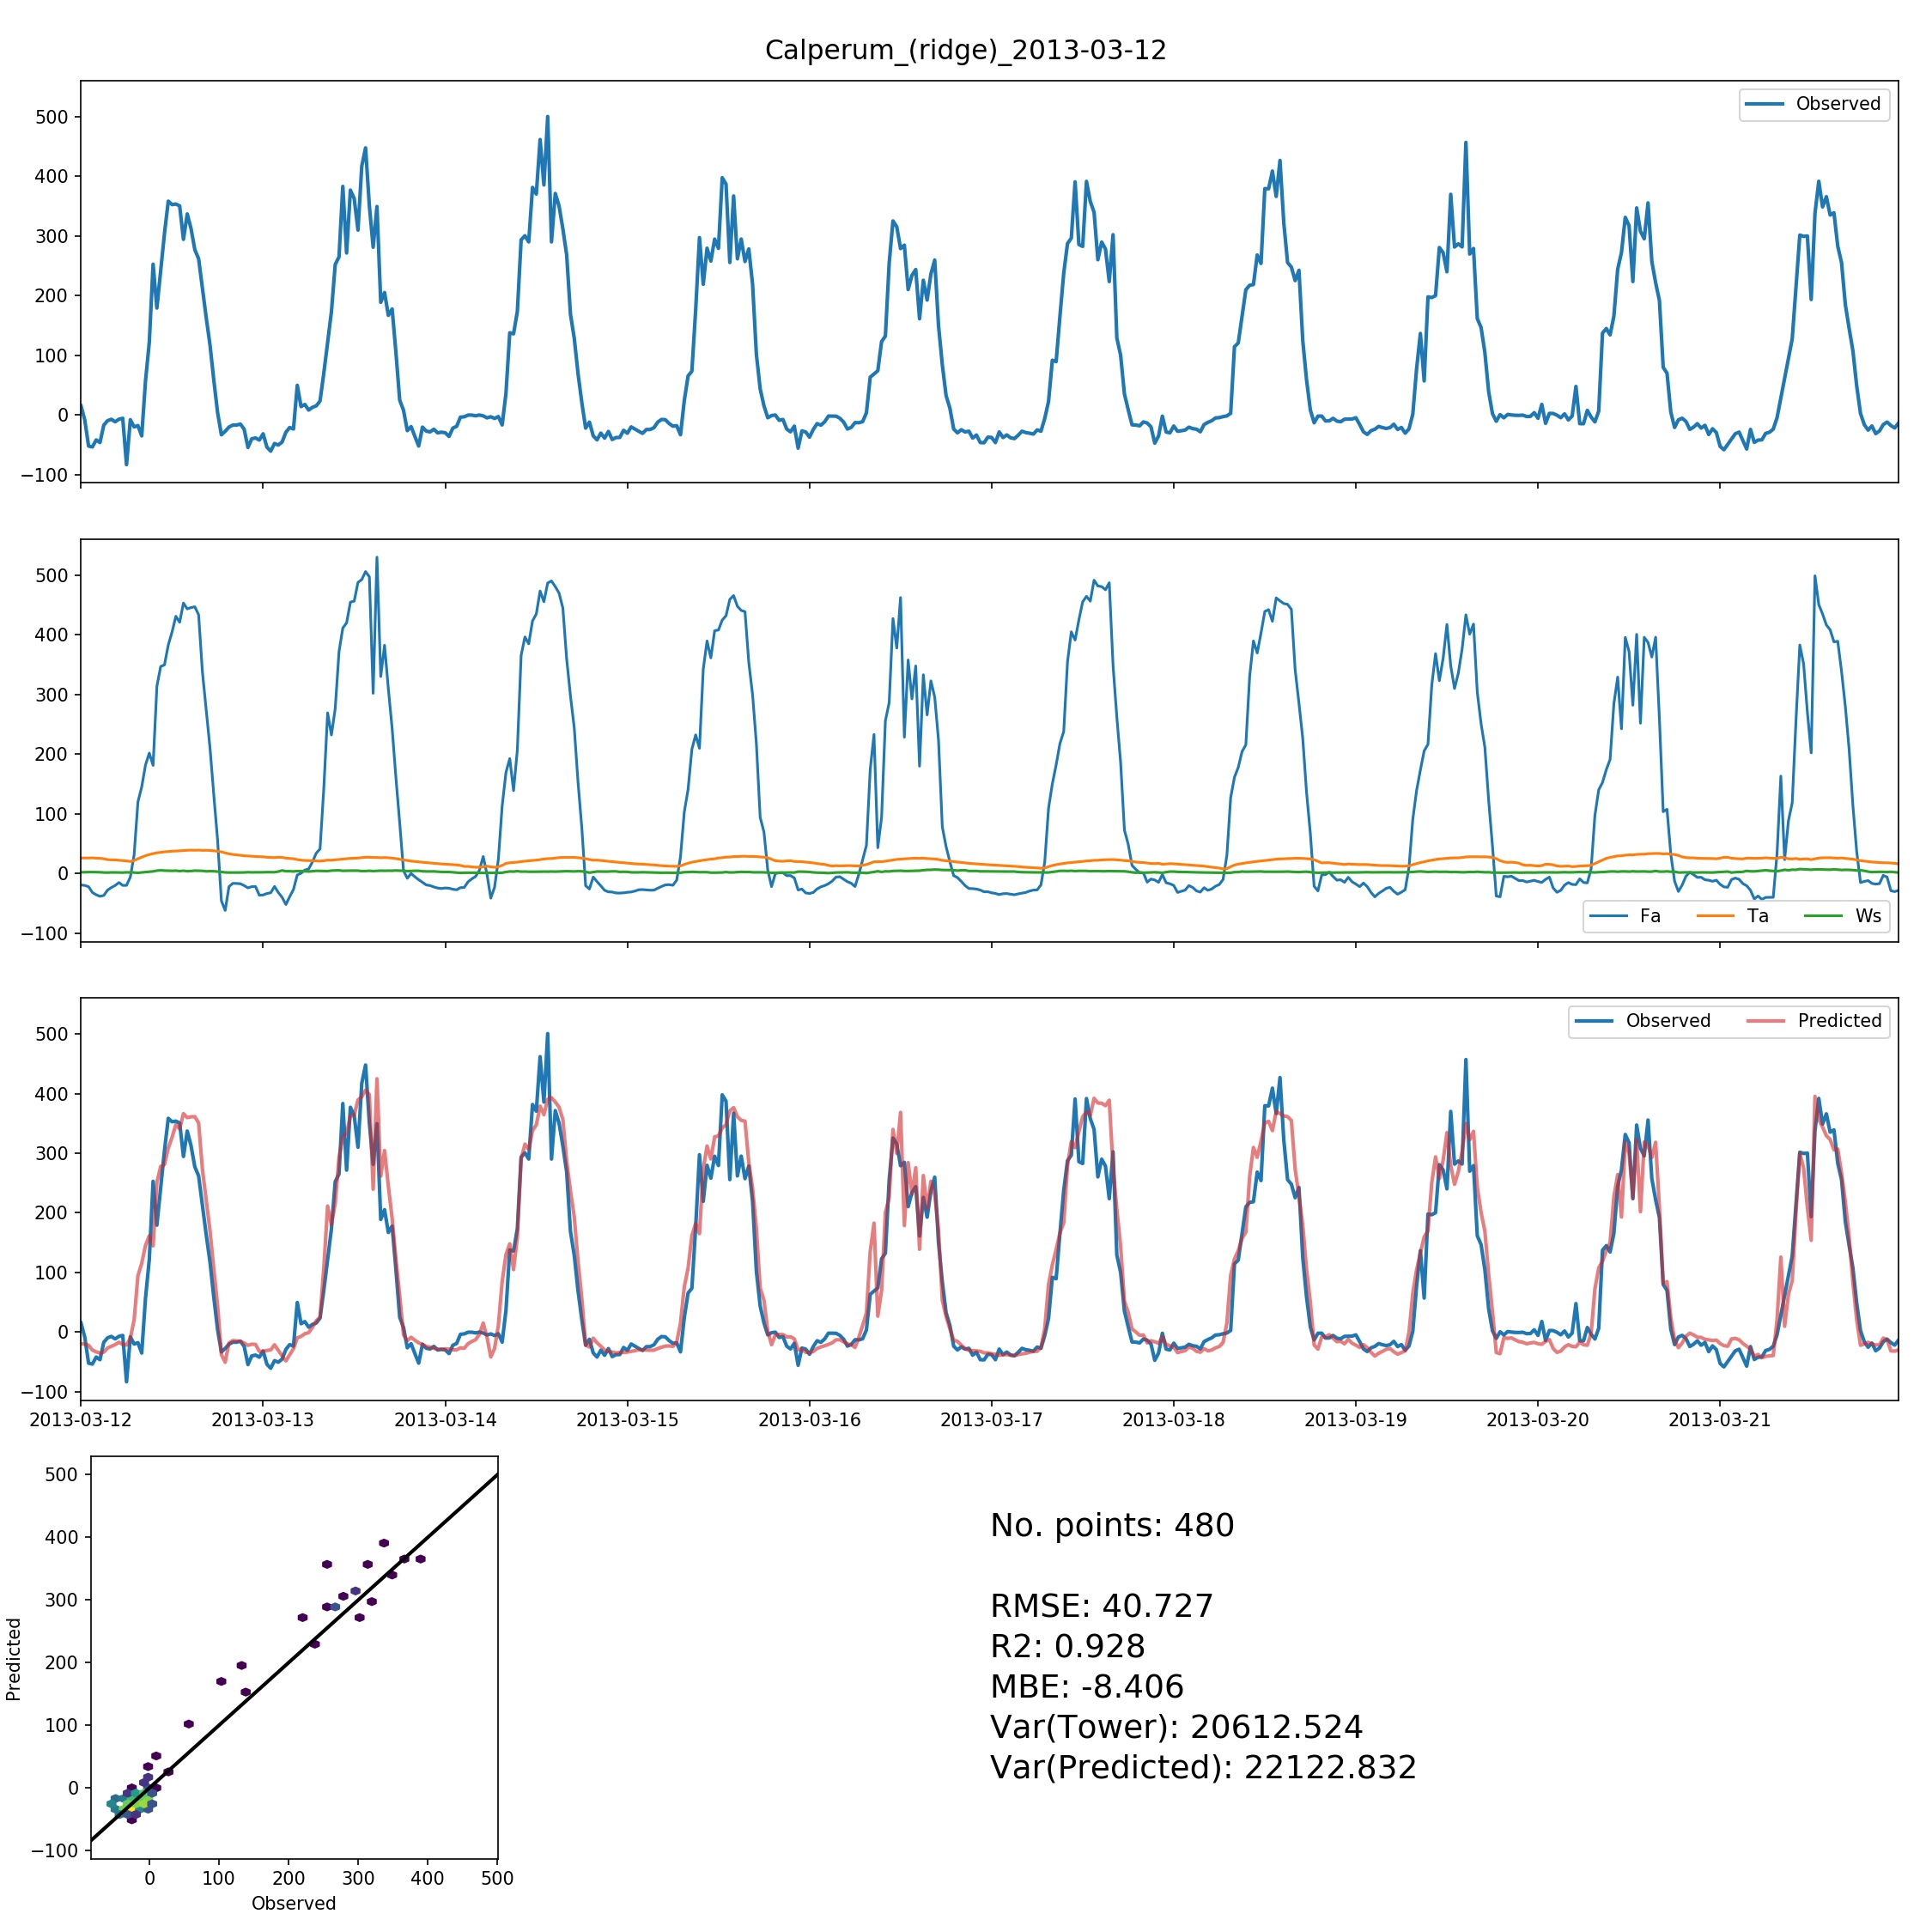 Calperum_(ridge)_2013-03-12
500
400
300
200
100
0
−100
Observed
500
400
300
200
100
0
−100
Fa Ta Ws
500
400
300
200
100
0
−100
Observed Predicted
2013-03-12 2013-03-13 2013-03-14 2013-03-15 2013-03-16 2013-03-17 2013-03-18 2013-03-19 2013-03-20 2013-03-21
Predicted
500
400
300
200
100
0
−100
0 100 200 300 400 500
Observed
No. points: 480
RMSE: 40.727
R2: 0.928
MBE: -8.406
Var(Tower): 20612.524
Var(Predicted): 22122.832